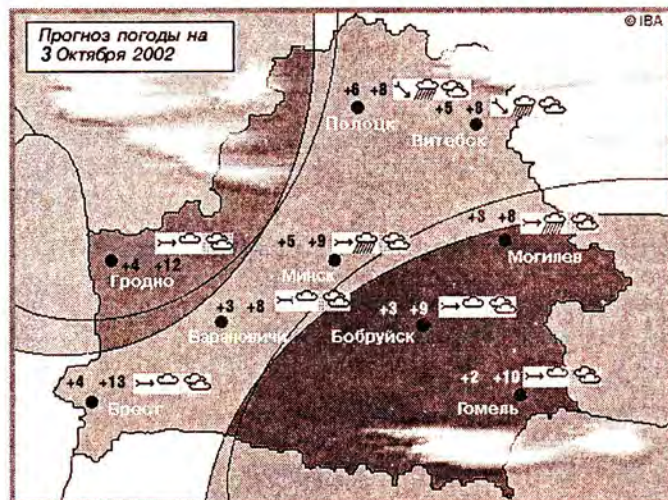 Прогноз погоды на
3 Октября 2002
© IBA
+6 +8
Полоцк
+5 +8
Витебск
+3 +8
Могилев
+5 +9
Минск
+4 +12
Гродно
+3 +8
Барановичи
+3 +9
Бобруйск
+4 +13
Брест
+2 +10
Гомель